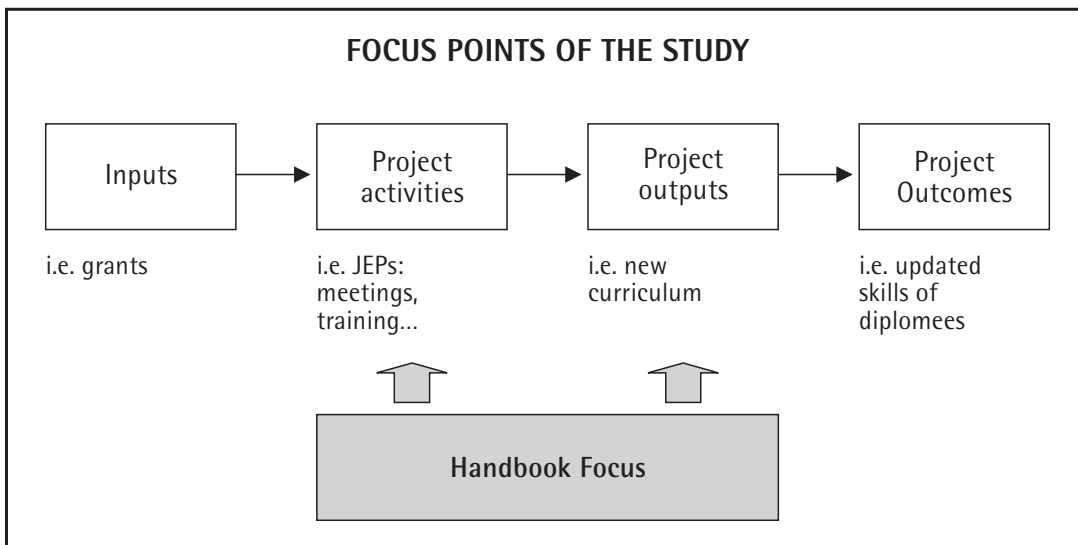 FOCUS POINTS OF THE STUDY
Inputs
Project
activities
Project
outputs
Project
Outcomes
i.e. grants
i.e. JEPs:
meetings,
training...
i.e. new
curriculum
i.e. updated
skills of
diplomees
Handbook Focus